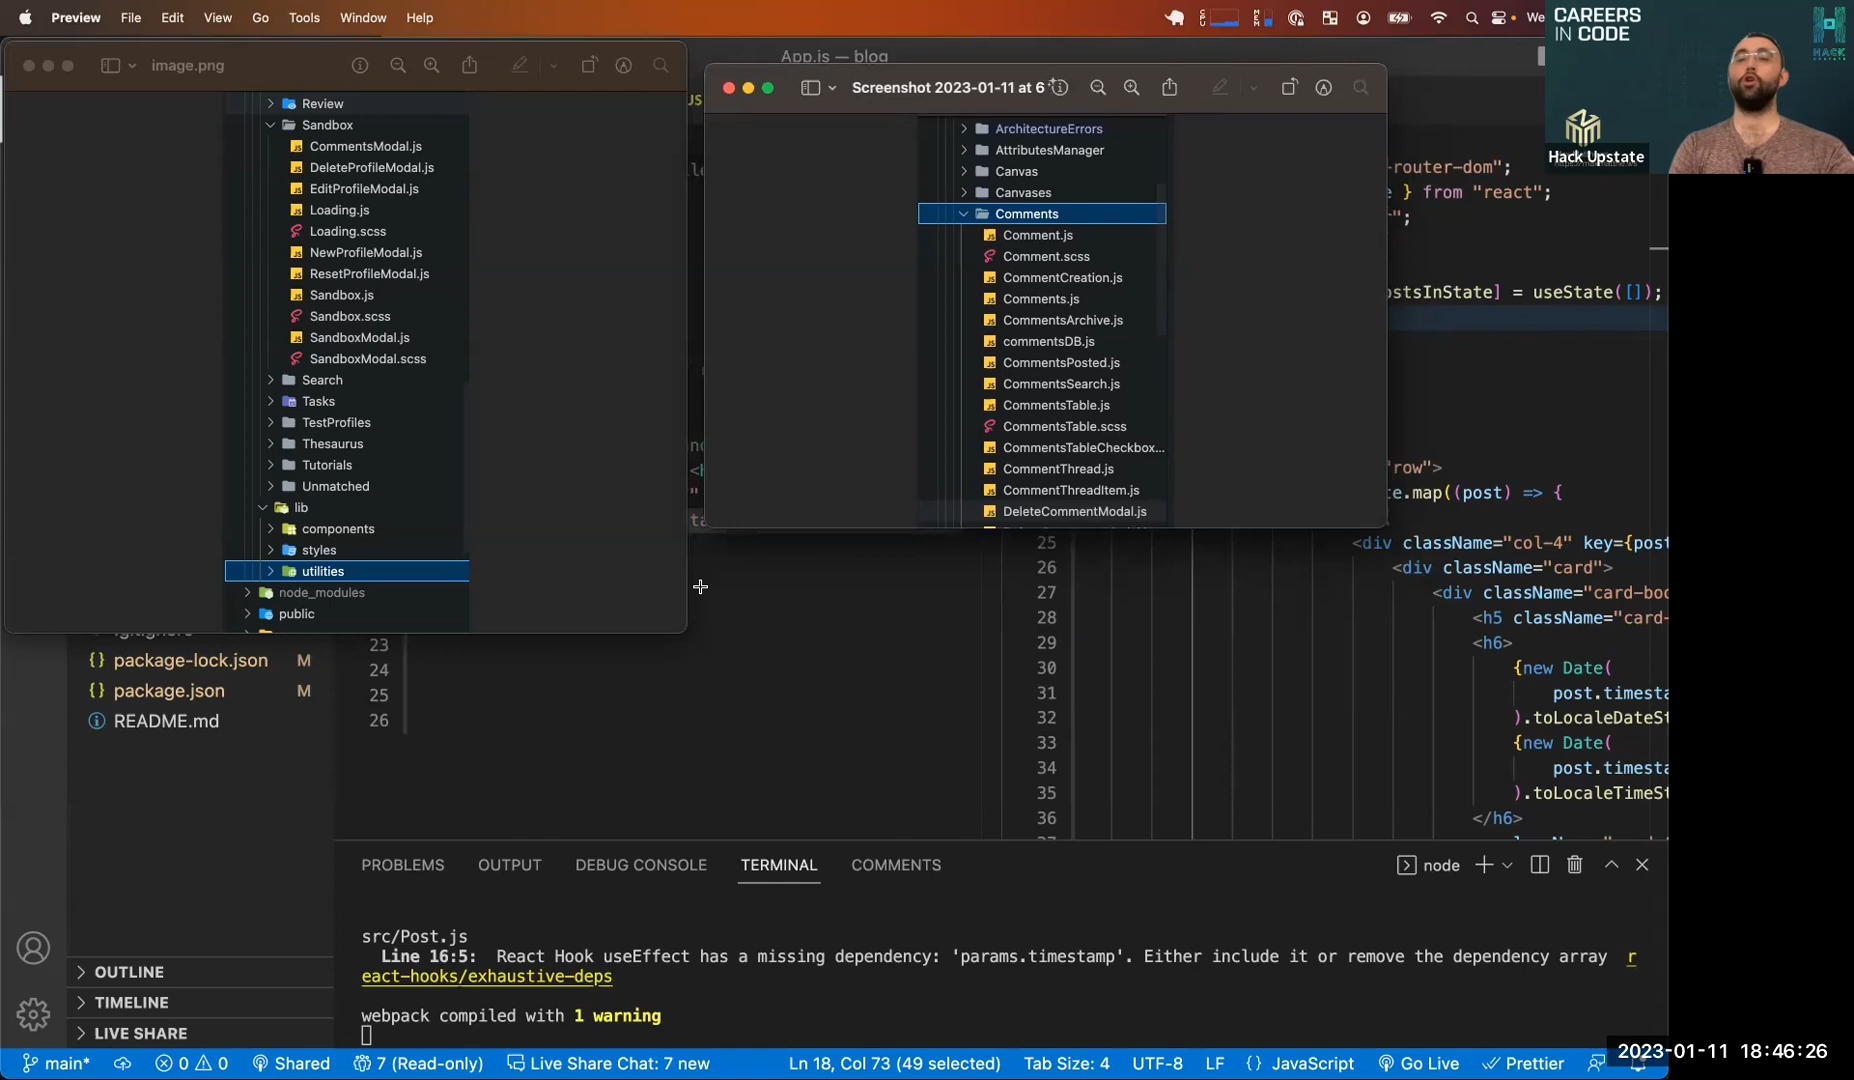 Preview File Edit View Go Tools Window Help
App.js — blog
CAREERS
IN CODE
HACK
UPSTATE
Hack Upstate
image.png
Review
Sandbox
CommentsModal.js
DeleteProfileModal.js
EditProfileModal.js
Loading.js
Loading.scss
NewProfileModal.js
ResetProfileModal.js
Sandbox.js
Sandbox.scss
SandboxModal.js
SandboxModal.scss
Search
Tasks
TestProfiles
Thesaurus
Tutorials
Unmatched
lib
components
styles
utilities
node_modules
public
package-lock.json M
package.json M
README.md
Screenshot 2023-01-11 at 6
ArchitectureErrors
AttributesManager
Canvas
Canvases
Comments
Comment.js
Comment.scss
CommentCreation.js
Comments.js
CommentsArchive.js
commentsDB.js
CommentsPosted.js
CommentsSearch.js
CommentsTable.js
CommentsTable.scss
CommentsTableCheckbox...
CommentThread.js
CommentThreadItem.js
DeleteCommentModal.js
-router-dom";
e } from "react";
";
ostsInState] = useState([]);
"row">
te.map((post) => {
23
24
25
26
25 <div className="col-4" key={post
26 <div className="card">
27 <div className="card-bod
28 <h5 className="card-
29 <h6>
30 {new Date(
31 post.timesta
32 ).toLocaleDateSt
33 {new Date(
34 post.timesta
35 ).toLocaleTimeSt
36 </h6>
PROBLEMS OUTPUT DEBUG CONSOLE TERMINAL COMMENTS node
src/Post.js
Line 16:5: React Hook useEffect has a missing dependency: 'params.timestamp'. Either include it or remove the dependency array r
eact-hooks/exhaustive-deps
webpack compiled with 1 warning
OUTLINE
TIMELINE
LIVE SHARE
main* 0 0 Shared 7 (Read-only) Live Share Chat: 7 new Ln 18, Col 73 (49 selected) Tab Size: 4 UTF-8 LF {} JavaScript Go Live Prettier
2023-01-11 18:46:26